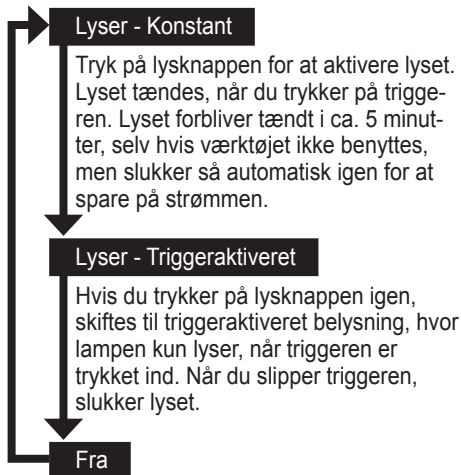 Lyser - Konstant
Tryk på lysknappen for at aktivere lyset.
Lyset tændes, når du trykker på trigge-
ren. Lyset forbliver tændt i ca. 5 minut-
ter, selv hvis værktøjet ikke benyttes,
men slukker så automatisk igen for at
spare på strømmen.
Lyser - Triggeraktiveret
Hvis du trykker på lysknappen igen,
skiftes til triggeraktiveret belysning, hvor
lampen kun lyser, når triggeren er
trykket ind. Når du slipper triggeren,
slukker lyset.
Fra